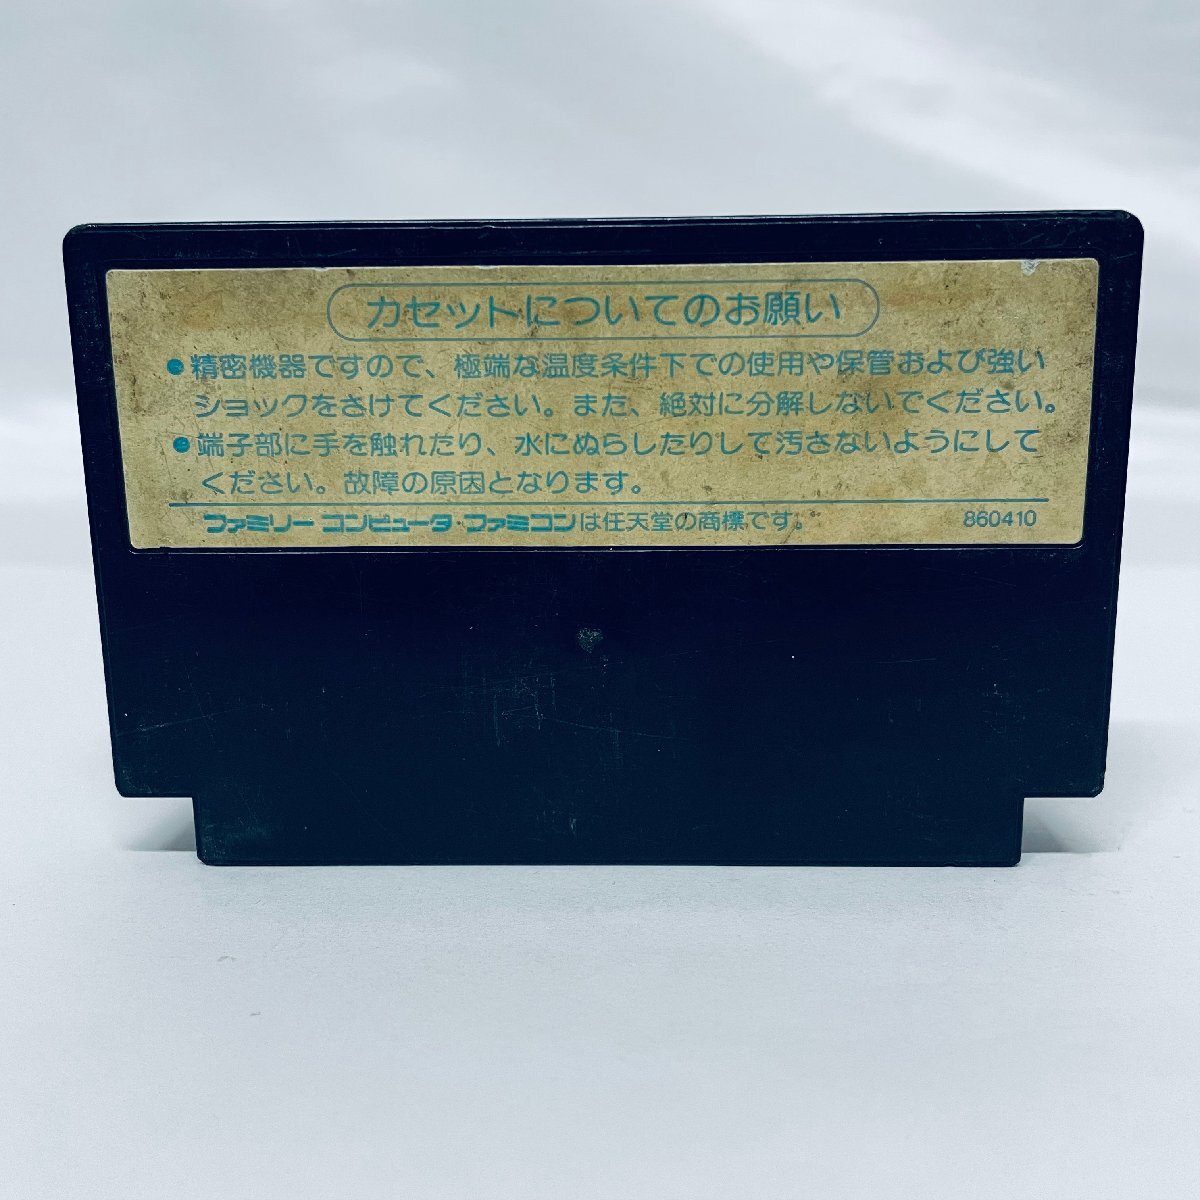 カセットについてのお願い
●精密機器ですので、極端な温度条件下での使用や保管および強い
ショックをさけてください。また、絶対に分解しないでください。
●端子部に手を触れたり、水にぬらしたりして汚さないようにして
ください。故障の原因となります。
ファミリー コンピュータ・ファミコンは任天堂の商標です。 860410